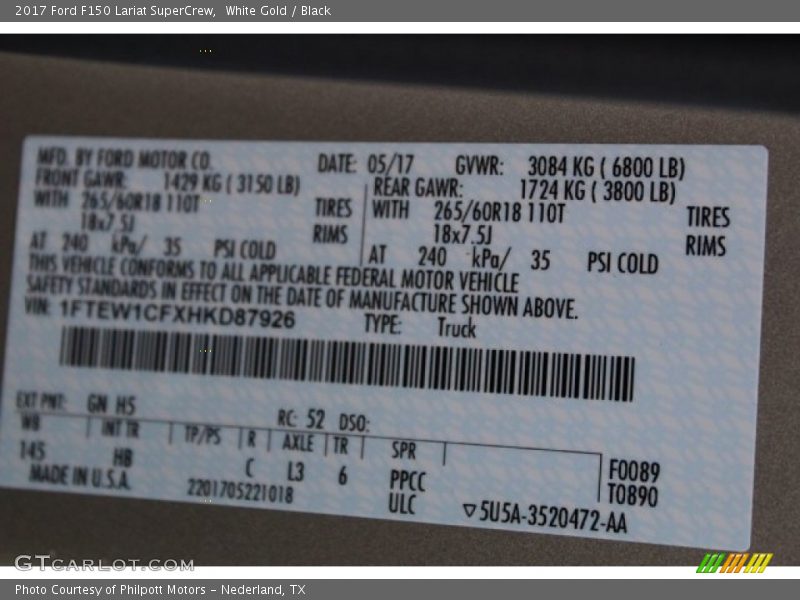 2017 Ford F150 Lariat SuperCrew,  White Gold / Black
MFD. BY FORD MOTOR CO.
DATE: 05/17 GVWR: 3084 KG ( 6800 LB)
FRONT GAWR: 1429 KG ( 3150 LB) REAR GAWR: 1724 KG ( 3800 LB)
WITH 265/60R18 110T TIRES WITH 265/60R18 110T TIRES
18x7.5J RIMS 18x7.5J RIMS
AT 240 kPa/ 35 PSI COLD AT 240 kPa/ 35 PSI COLD
THIS VEHICLE CONFORMS TO ALL APPLICABLE FEDERAL MOTOR VEHICLE
SAFETY STANDARDS IN EFFECT ON THE DATE OF MANUFACTURE SHOWN ABOVE.
VIN: 1FTEW1CFXHKD87926 TYPE: Truck
EXT PNT: GN H5 RC: 52 DSO:
WB INT TR TP/PS R AXLE TR SPR
145 HB C L3 6 PPCC F0089
MADE IN U.S.A. 2201705221018 ULC T0890
▽5U5A-3520472-AA
GTCARLOT.COM
Photo Courtesy of Philpott Motors – Nederland, TX